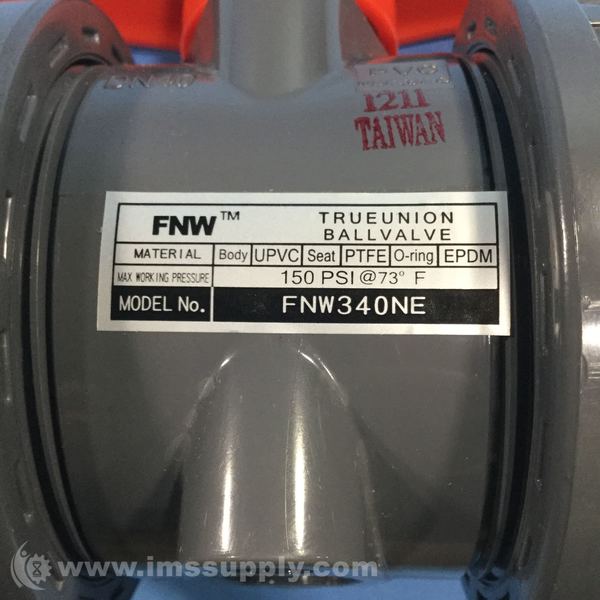 PVC
1211
TAIWAN
FNW™ TRUEUNION
BALLVALVE
MATERIAL Body UPVC Seat PTFE O-ring EPDM
MAX WORKING PRESSURE 150 PSI@73° F
MODEL No. FNW340NE
www.imssupply.com